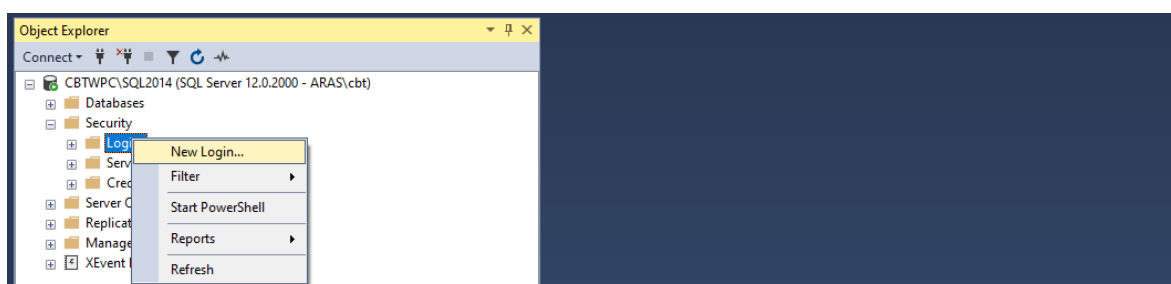 Object Explorer
Connect
CBTWPC\SQL2014 (SQL Server 12.0.2000 - ARAS\cbt)
Databases
Security
New Login...
Filter
Start PowerShell
Reports
Refresh